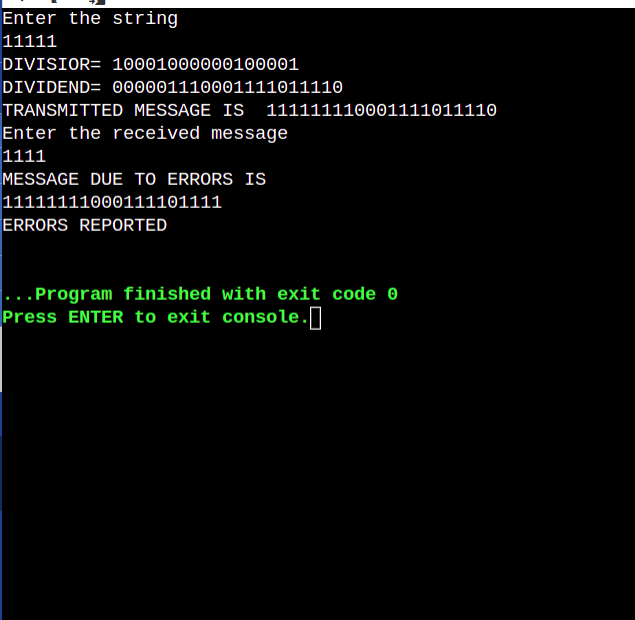 Enter the string
11111
DIVISIOR= 10001000000100001
DIVIDEND= 000001110001111011110
TRANSMITTED MESSAGE IS  111111110001111011110
Enter the received message
1111
MESSAGE DUE TO ERRORS IS
11111111000111101111
ERRORS REPORTED
...Program finished with exit code 0
Press ENTER to exit console.